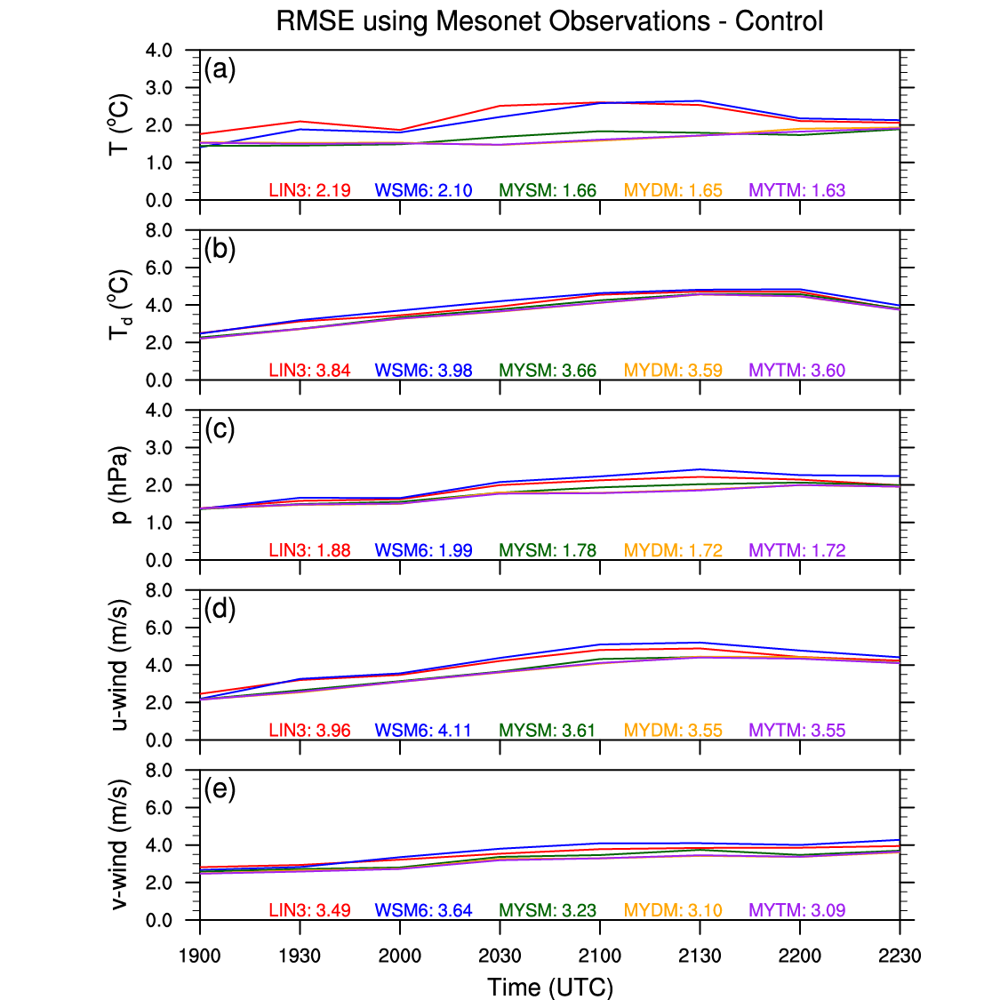 RMSE using Mesonet Observations - Control
4.0
(a)
3.0
T (°C)
2.0
1.0
LIN3: 2.19 WSM6: 2.10 MYSM: 1.66 MYDM: 1.65 MYTM: 1.63
0.0
8.0
(b)
6.0
Td (°C)
4.0
2.0
LIN3: 3.84 WSM6: 3.98 MYSM: 3.66 MYDM: 3.59 MYTM: 3.60
0.0
4.0
(c)
3.0
p (hPa)
2.0
1.0
LIN3: 1.88 WSM6: 1.99 MYSM: 1.78 MYDM: 1.72 MYTM: 1.72
0.0
8.0
(d)
6.0
u-wind (m/s)
4.0
2.0
LIN3: 3.96 WSM6: 4.11 MYSM: 3.61 MYDM: 3.55 MYTM: 3.55
0.0
8.0
(e)
6.0
v-wind (m/s)
4.0
2.0
LIN3: 3.49 WSM6: 3.64 MYSM: 3.23 MYDM: 3.10 MYTM: 3.09
0.0
1900 1930 2000 2030 2100 2130 2200 2230
Time (UTC)